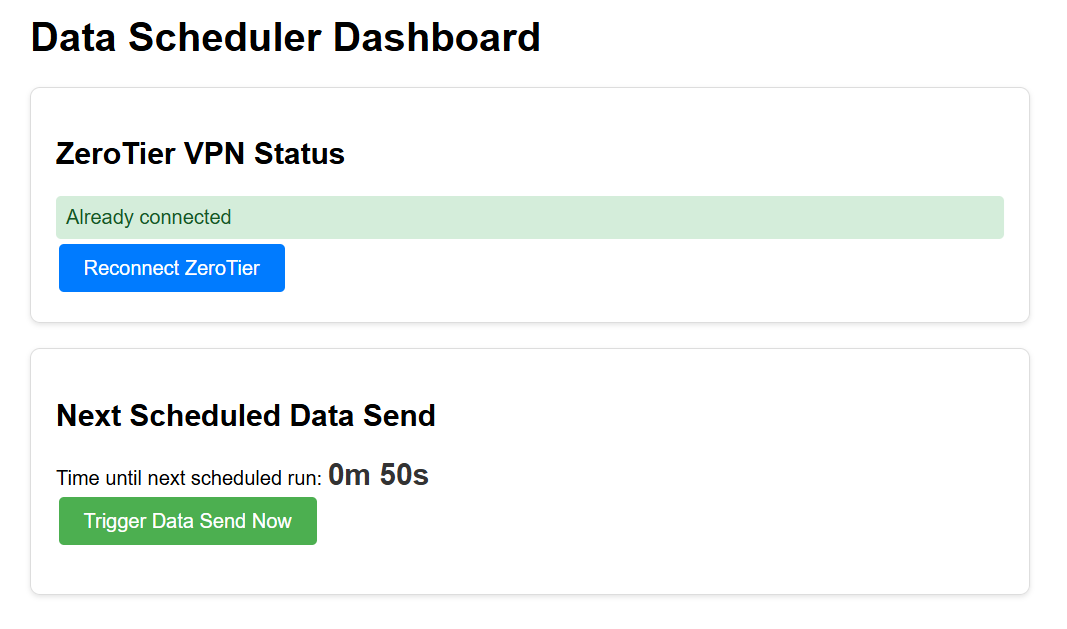 Data Scheduler Dashboard
ZeroTier VPN Status
Already connected
Reconnect ZeroTier
Next Scheduled Data Send
Time until next scheduled run: 0m 50s
Trigger Data Send Now